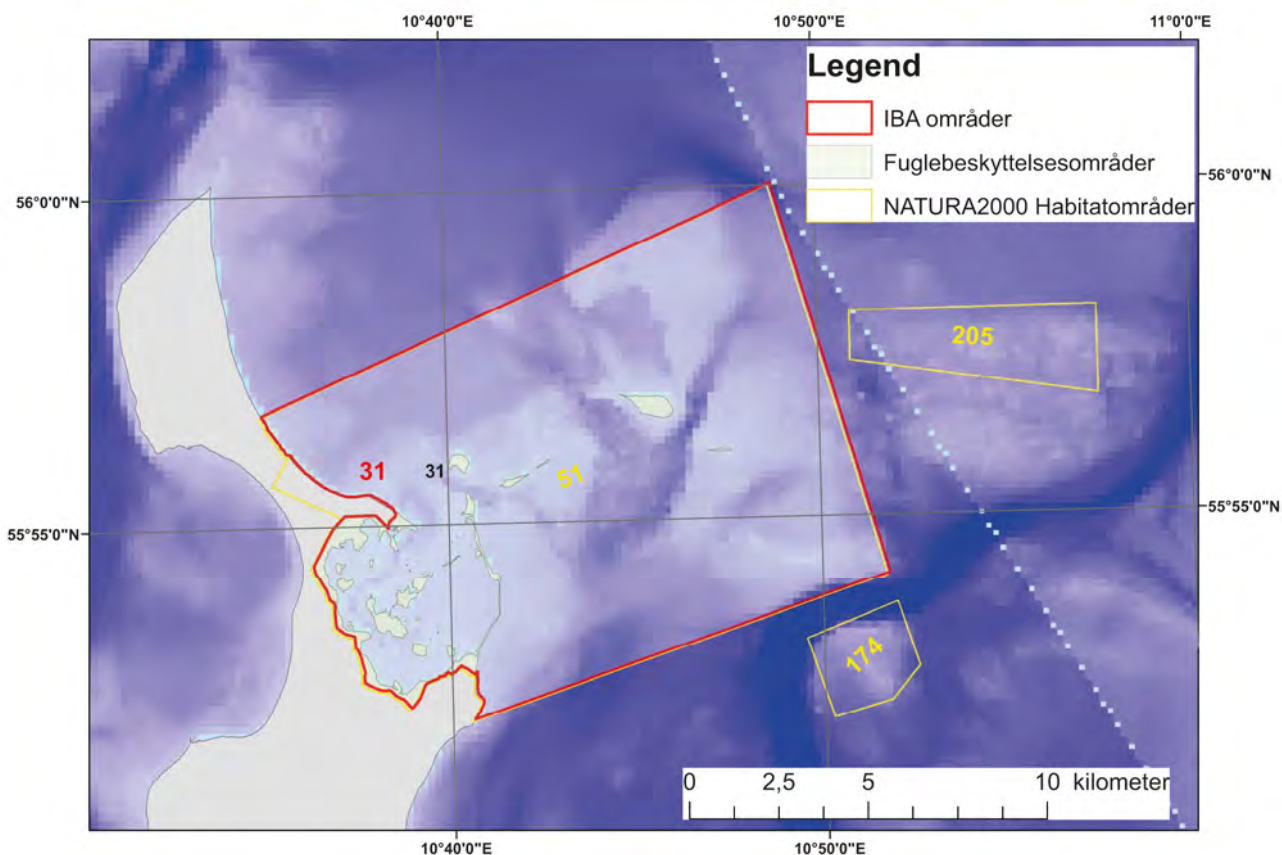 10°40'0"E 10°50'0"E 11°0'0"E
Legend
IBA områder
Fuglebeskyttelsesområder
NATURA2000 Habitatområder
56°0'0"N 56°0'0"N
205
31 31 51
55°55'0"N 55°55'0"N
174
0 2,5 5 10 kilometer
10°40'0"E 10°50'0"E